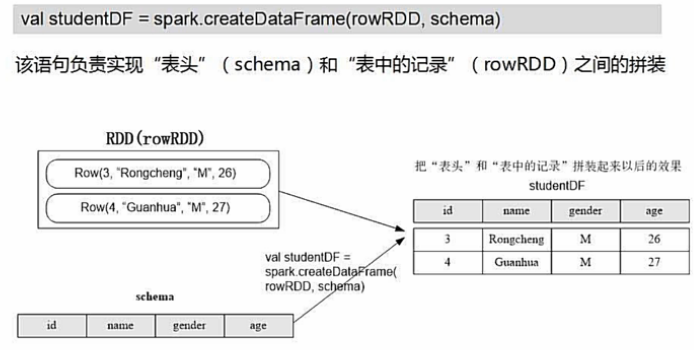 val studentDF = spark.createDataFrame(rowRDD, schema)
该语句负责实现“表头”（schema）和“表中的记录”（rowRDD）之间的拼装
RDD(rowRDD)
Row(3, "Rongcheng", "M", 26)
Row(4, "Guanhua", "M", 27)
把“表头”和“表中的记录”拼装起来以后的效果
studentDF
id name gender age
3 Rongcheng M 26
4 Guanhua M 27
val studentDF =
spark.createDataFrame(
rowRDD, schema)
schema
id name gender age